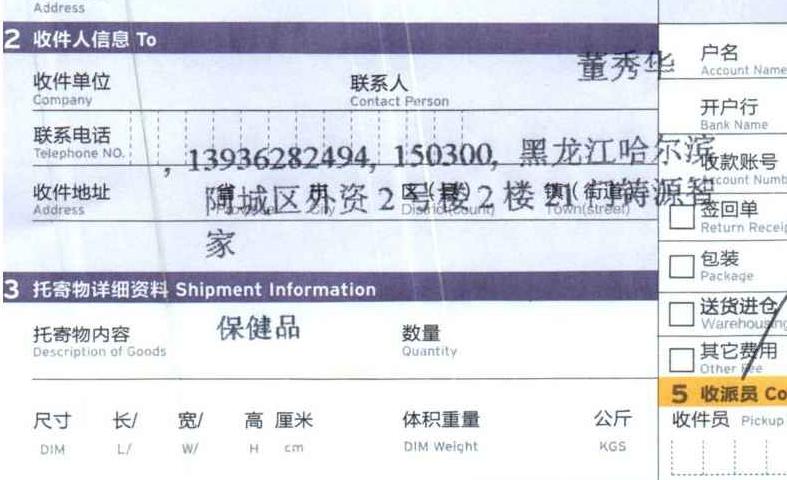 Address
2 收件人信息 To
董秀华
户名
Account Name
收件单位
Company
联系人
Contact Person
开户行
Bank Name
联系电话
Telephone NO.
, 13936282494, 150300, 黑龙江哈尔滨
收款账号
Account Numb
收件地址
Address
省
Province
市
City
区(县)
District(count)
镇(街道)
Town(street)
阿城区外资2号楼2楼21门铸源智
家
签回单
Return Receip
包装
Package
3 托寄物详细资料 Shipment Information
送货进仓
Warehousing
托寄物内容
Description of Goods
保健品
数量
Quantity
其它费用
Other Fee
5 收派员 Co
尺寸 长/ 宽/ 高 厘米
DIM L/ W/ H cm
体积重量
DIM Weight
公斤
KGS
收件员 Pickup